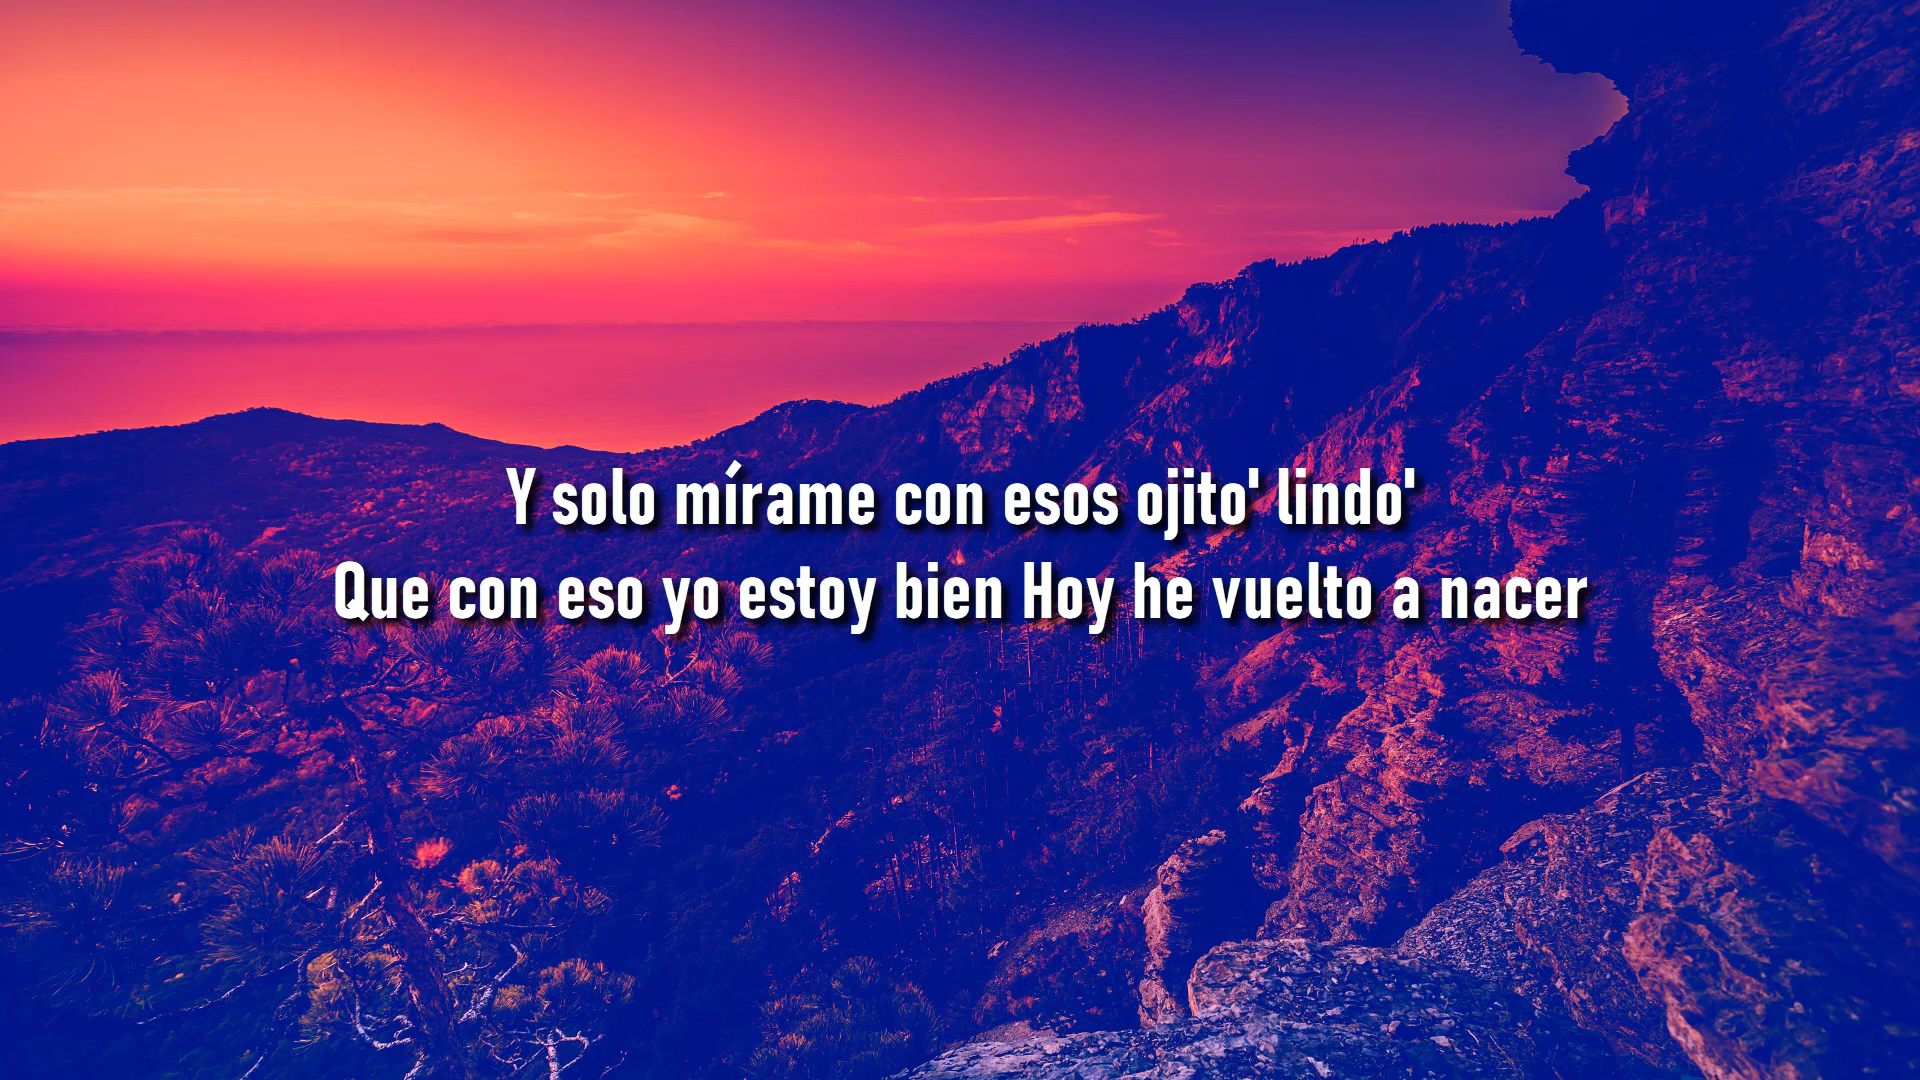 Y solo mírame con esos ojito' lindo'
Que con eso yo estoy bien Hoy he vuelto a nacer